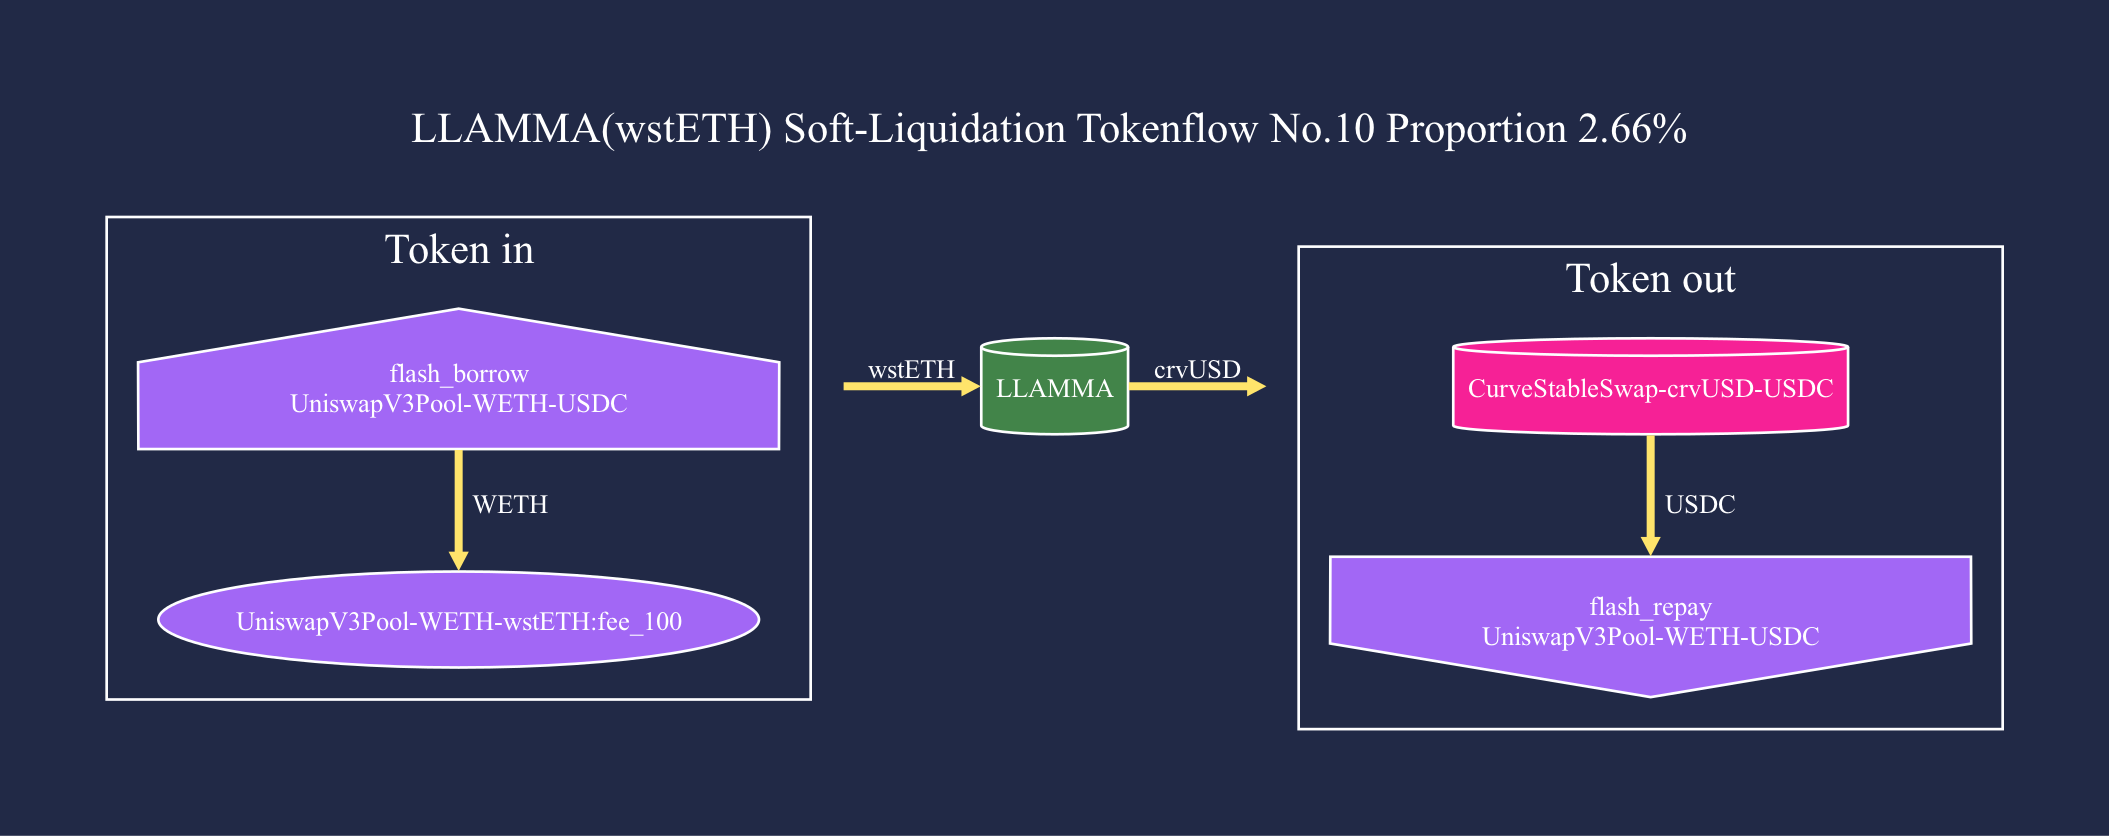 LLAMMA(wstETH) Soft-Liquidation Tokenflow No.10 Proportion 2.66%
Token in
flash_borrow
UniswapV3Pool-WETH-USDC
WETH
UniswapV3Pool-WETH-wstETH:fee_100
wstETH
LLAMMA
crvUSD
Token out
CurveStableSwap-crvUSD-USDC
USDC
flash_repay
UniswapV3Pool-WETH-USDC